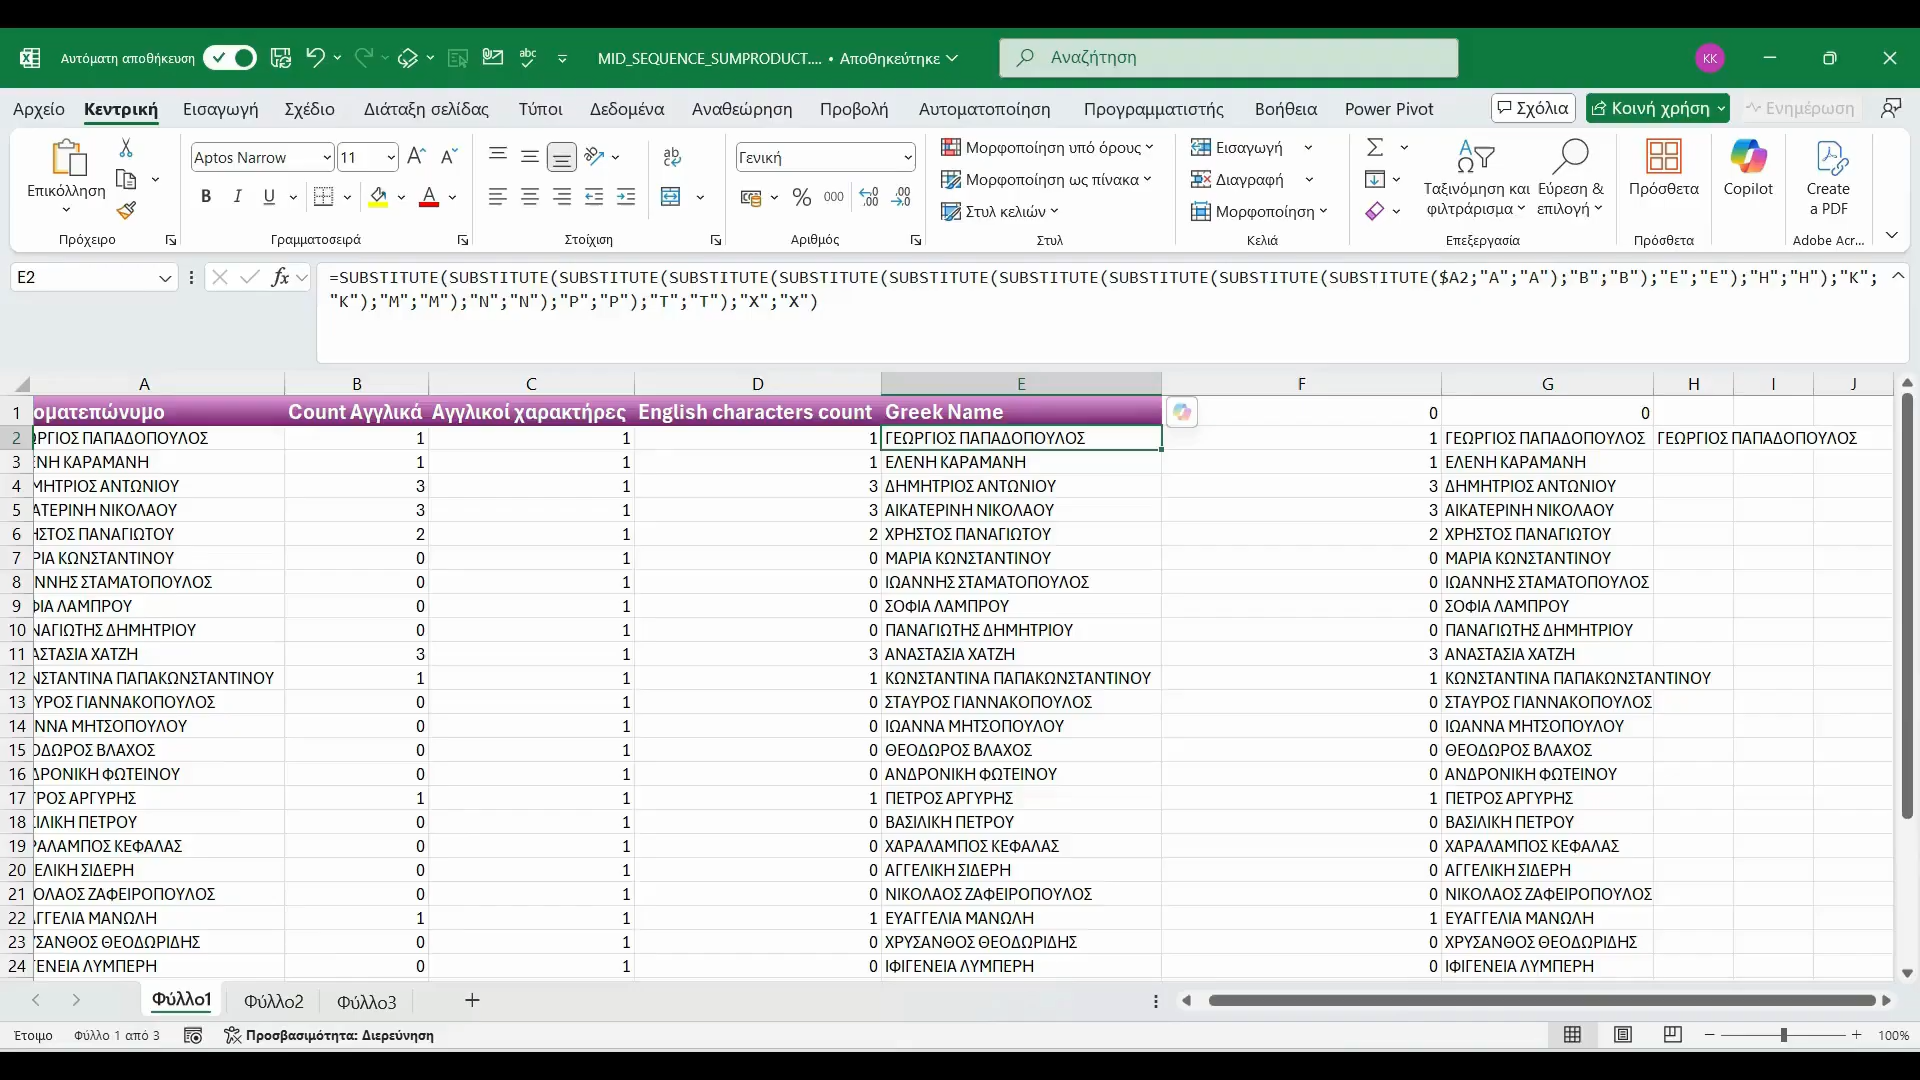 Αυτόματη αποθήκευση MID_SEQUENCE_SUMPRODUCT.... • Αποθηκεύτηκε Αναζήτηση KK
Αρχείο Κεντρική Εισαγωγή Σχέδιο Διάταξη σελίδας Τύποι Δεδομένα Αναθεώρηση Προβολή Αυτοματοποίηση Προγραμματιστής Βοήθεια Power Pivot Σχόλια Κοινή χρήση Ενημέρωση
Επικόλληση
Πρόχειρο
Aptos Narrow 11
B I U
Γραμματοσειρά
Στοίχιση
Γενική
% 000
Αριθμός
Μορφοποίηση υπό όρους
Μορφοποίηση ως πίνακα
Στυλ κελιών
Στυλ
Εισαγωγή
Διαγραφή
Μορφοποίηση
Κελιά
Ταξινόμηση και φιλτράρισμα
Εύρεση & επιλογή
Επεξεργασία
Πρόσθετα
Πρόσθετα
Copilot
Create a PDF
Adobe Acr...
E2 fx =SUBSTITUTE(SUBSTITUTE(SUBSTITUTE(SUBSTITUTE(SUBSTITUTE(SUBSTITUTE(SUBSTITUTE(SUBSTITUTE(SUBSTITUTE(SUBSTITUTE($A2;"A";"Α");"B";"Β");"E";"Ε");"H";"Η");"K";
"Κ");"M";"Μ");"N";"Ν");"P";"Ρ");"T";"Τ");"X";"Χ")
A B C D E F G H I J
1 οματεπώνυμο Count Αγγλικά Αγγλικοί χαρακτήρες English characters count Greek Name 0 0
2 ΡΓΙΟΣ ΠΑΠΑΔΟΠΟΥΛΟΣ 1 1 1 ΓΕΩΡΓΙΟΣ ΠΑΠΑΔΟΠΟΥΛΟΣ 1 ΓΕΩΡΓΙΟΣ ΠΑΠΑΔΟΠΟΥΛΟΣ ΓΕΩΡΓΙΟΣ ΠΑΠΑΔΟΠΟΥΛΟΣ
3 ΝΗ ΚΑΡΑΜΑΝΗ 1 1 1 ΕΛΕΝΗ ΚΑΡΑΜΑΝΗ 1 ΕΛΕΝΗ ΚΑΡΑΜΑΝΗ
4 ΜΗΤΡΙΟΣ ΑΝΤΩΝΙΟΥ 3 1 3 ΔΗΜΗΤΡΙΟΣ ΑΝΤΩΝΙΟΥ 3 ΔΗΜΗΤΡΙΟΣ ΑΝΤΩΝΙΟΥ
5 ΑΤΕΡΙΝΗ ΝΙΚΟΛΑΟΥ 3 1 3 ΑΙΚΑΤΕΡΙΝΗ ΝΙΚΟΛΑΟΥ 3 ΑΙΚΑΤΕΡΙΝΗ ΝΙΚΟΛΑΟΥ
6 ΗΣΤΟΣ ΠΑΝΑΓΙΩΤΟΥ 2 1 2 ΧΡΗΣΤΟΣ ΠΑΝΑΓΙΩΤΟΥ 2 ΧΡΗΣΤΟΣ ΠΑΝΑΓΙΩΤΟΥ
7 ΡΙΑ ΚΩΝΣΤΑΝΤΙΝΟΥ 0 1 0 ΜΑΡΙΑ ΚΩΝΣΤΑΝΤΙΝΟΥ 0 ΜΑΡΙΑ ΚΩΝΣΤΑΝΤΙΝΟΥ
8 ΝΝΗΣ ΣΤΑΜΑΤΟΠΟΥΛΟΣ 0 1 0 ΙΩΑΝΝΗΣ ΣΤΑΜΑΤΟΠΟΥΛΟΣ 0 ΙΩΑΝΝΗΣ ΣΤΑΜΑΤΟΠΟΥΛΟΣ
9 ΦΙΑ ΛΑΜΠΡΟΥ 0 1 0 ΣΟΦΙΑ ΛΑΜΠΡΟΥ 0 ΣΟΦΙΑ ΛΑΜΠΡΟΥ
10 ΝΑΓΙΩΤΗΣ ΔΗΜΗΤΡΙΟΥ 0 1 0 ΠΑΝΑΓΙΩΤΗΣ ΔΗΜΗΤΡΙΟΥ 0 ΠΑΝΑΓΙΩΤΗΣ ΔΗΜΗΤΡΙΟΥ
11 ΑΣΤΑΣΙΑ ΧΑΤΖΗ 3 1 3 ΑΝΑΣΤΑΣΙΑ ΧΑΤΖΗ 3 ΑΝΑΣΤΑΣΙΑ ΧΑΤΖΗ
12 ΝΣΤΑΝΤΙΝΑ ΠΑΠΑΚΩΝΣΤΑΝΤΙΝΟΥ 1 1 1 ΚΩΝΣΤΑΝΤΙΝΑ ΠΑΠΑΚΩΝΣΤΑΝΤΙΝΟΥ 1 ΚΩΝΣΤΑΝΤΙΝΑ ΠΑΠΑΚΩΝΣΤΑΝΤΙΝΟΥ
13 ΥΡΟΣ ΓΙΑΝΝΑΚΟΠΟΥΛΟΣ 0 1 0 ΣΤΑΥΡΟΣ ΓΙΑΝΝΑΚΟΠΟΥΛΟΣ 0 ΣΤΑΥΡΟΣ ΓΙΑΝΝΑΚΟΠΟΥΛΟΣ
14 ΝΝΑ ΜΗΤΣΟΠΟΥΛΟΥ 0 1 0 ΙΩΑΝΝΑ ΜΗΤΣΟΠΟΥΛΟΥ 0 ΙΩΑΝΝΑ ΜΗΤΣΟΠΟΥΛΟΥ
15 ΟΔΩΡΟΣ ΒΛΑΧΟΣ 0 1 0 ΘΕΟΔΩΡΟΣ ΒΛΑΧΟΣ 0 ΘΕΟΔΩΡΟΣ ΒΛΑΧΟΣ
16 ΔΡΟΝΙΚΗ ΦΩΤΕΙΝΟΥ 0 1 0 ΑΝΔΡΟΝΙΚΗ ΦΩΤΕΙΝΟΥ 0 ΑΝΔΡΟΝΙΚΗ ΦΩΤΕΙΝΟΥ
17 ΤΡΟΣ ΑΡΓΥΡΗΣ 1 1 1 ΠΕΤΡΟΣ ΑΡΓΥΡΗΣ 1 ΠΕΤΡΟΣ ΑΡΓΥΡΗΣ
18 ΙΛΙΚΗ ΠΕΤΡΟΥ 0 1 0 ΒΑΣΙΛΙΚΗ ΠΕΤΡΟΥ 0 ΒΑΣΙΛΙΚΗ ΠΕΤΡΟΥ
19 ΡΑΛΑΜΠΟΣ ΚΕΦΑΛΑΣ 0 1 0 ΧΑΡΑΛΑΜΠΟΣ ΚΕΦΑΛΑΣ 0 ΧΑΡΑΛΑΜΠΟΣ ΚΕΦΑΛΑΣ
20 ΕΛΙΚΗ ΣΙΔΕΡΗ 0 1 0 ΑΓΓΕΛΙΚΗ ΣΙΔΕΡΗ 0 ΑΓΓΕΛΙΚΗ ΣΙΔΕΡΗ
21 ΟΛΑΟΣ ΖΑΦΕΙΡΟΠΟΥΛΟΣ 0 1 0 ΝΙΚΟΛΑΟΣ ΖΑΦΕΙΡΟΠΟΥΛΟΣ 0 ΝΙΚΟΛΑΟΣ ΖΑΦΕΙΡΟΠΟΥΛΟΣ
22 ΓΓΕΛΙΑ ΜΑΝΩΛΗ 1 1 1 ΕΥΑΓΓΕΛΙΑ ΜΑΝΩΛΗ 1 ΕΥΑΓΓΕΛΙΑ ΜΑΝΩΛΗ
23 ΥΣΑΝΘΟΣ ΘΕΟΔΩΡΙΔΗΣ 0 1 0 ΧΡΥΣΑΝΘΟΣ ΘΕΟΔΩΡΙΔΗΣ 0 ΧΡΥΣΑΝΘΟΣ ΘΕΟΔΩΡΙΔΗΣ
24 ΓΕΝΕΙΑ ΛΥΜΠΕΡΗ 0 1 0 ΙΦΙΓΕΝΕΙΑ ΛΥΜΠΕΡΗ 0 ΙΦΙΓΕΝΕΙΑ ΛΥΜΠΕΡΗ
Φύλλο1 Φύλλο2 Φύλλο3
Έτοιμο Φύλλο 1 από 3 Προσβασιμότητα: Διερεύνηση 100%